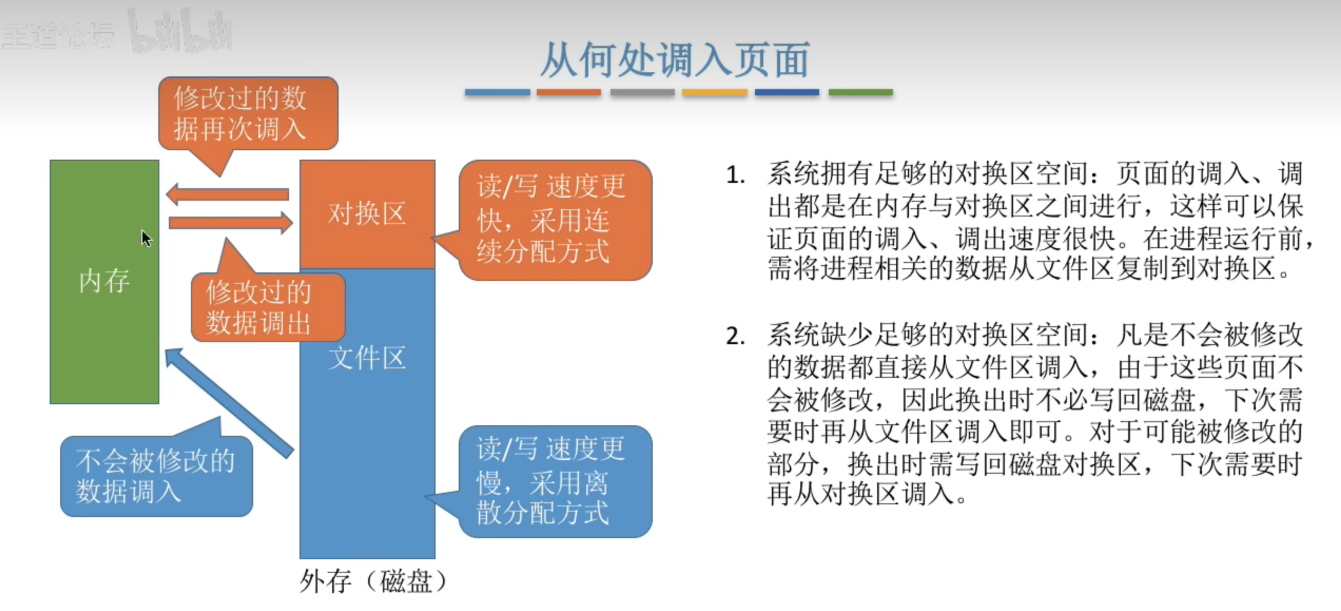 王道论坛 bilibili
从何处调入页面
修改过的数
据再次调入
内存
对换区
读/写 速度更
快，采用连
续分配方式
修改过的
数据调出
文件区
不会被修改的
数据调入
读/写 速度更
慢，采用离
散分配方式
外存（磁盘）
1. 系统拥有足够的对换区空间：页面的调入、调
出都是在内存与对换区之间进行，这样可以保
证页面的调入、调出速度很快。在进程运行前，
需将进程相关的数据从文件区复制到对换区。
2. 系统缺少足够的对换区空间：凡是不会被修改
的数据都直接从文件区调入，由于这些页面不
会被修改，因此换出时不必写回磁盘，下次需
要时再从文件区调入即可。对于可能被修改的
部分，换出时需写回磁盘对换区，下次需要时
再从对换区调入。